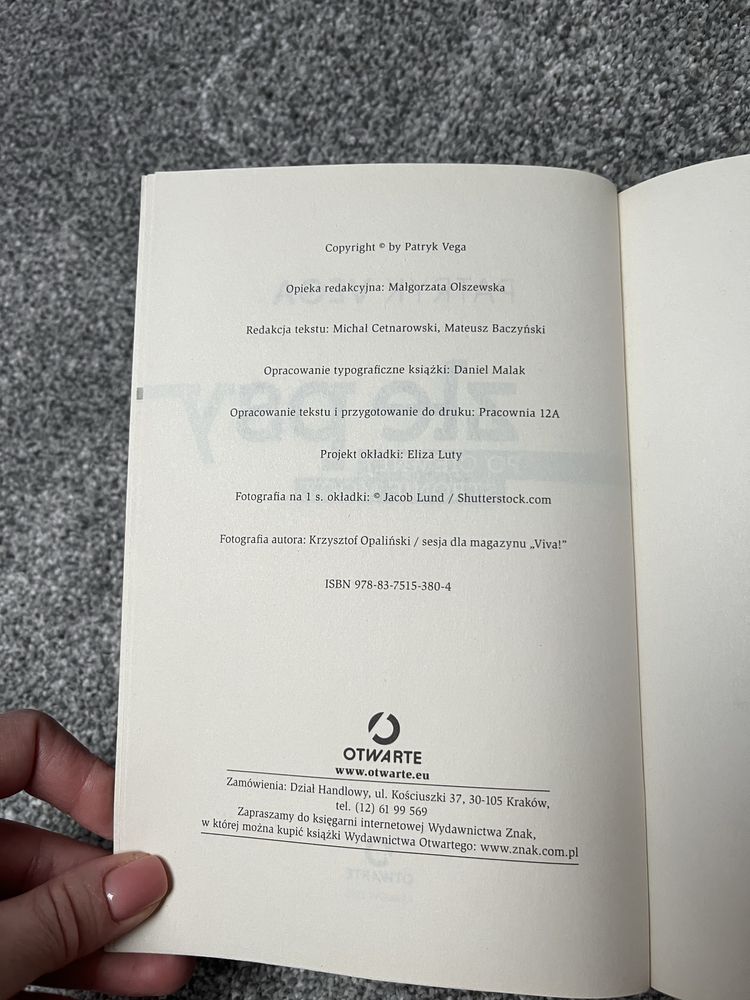 Copyright © by Patryk Vega
Opieka redakcyjna: Małgorzata Olszewska
Redakcja tekstu: Michał Cetnarowski, Mateusz Baczyński
Opracowanie typograficzne książki: Daniel Malak
Opracowanie tekstu i przygotowanie do druku: Pracownia 12A
Projekt okładki: Eliza Luty
Fotografia na 1 s. okładki: © Jacob Lund / Shutterstock.com
Fotografia autora: Krzysztof Opaliński / sesja dla magazynu „Viva!”
ISBN 978-83-7515-380-4
OTWARTE
www.otwarte.eu
Zamówienia: Dział Handlowy, ul. Kościuszki 37, 30-105 Kraków,
tel. (12) 61 99 569
Zapraszamy do księgarni internetowej Wydawnictwa Znak,
w której można kupić książki Wydawnictwa Otwartego: www.znak.com.pl